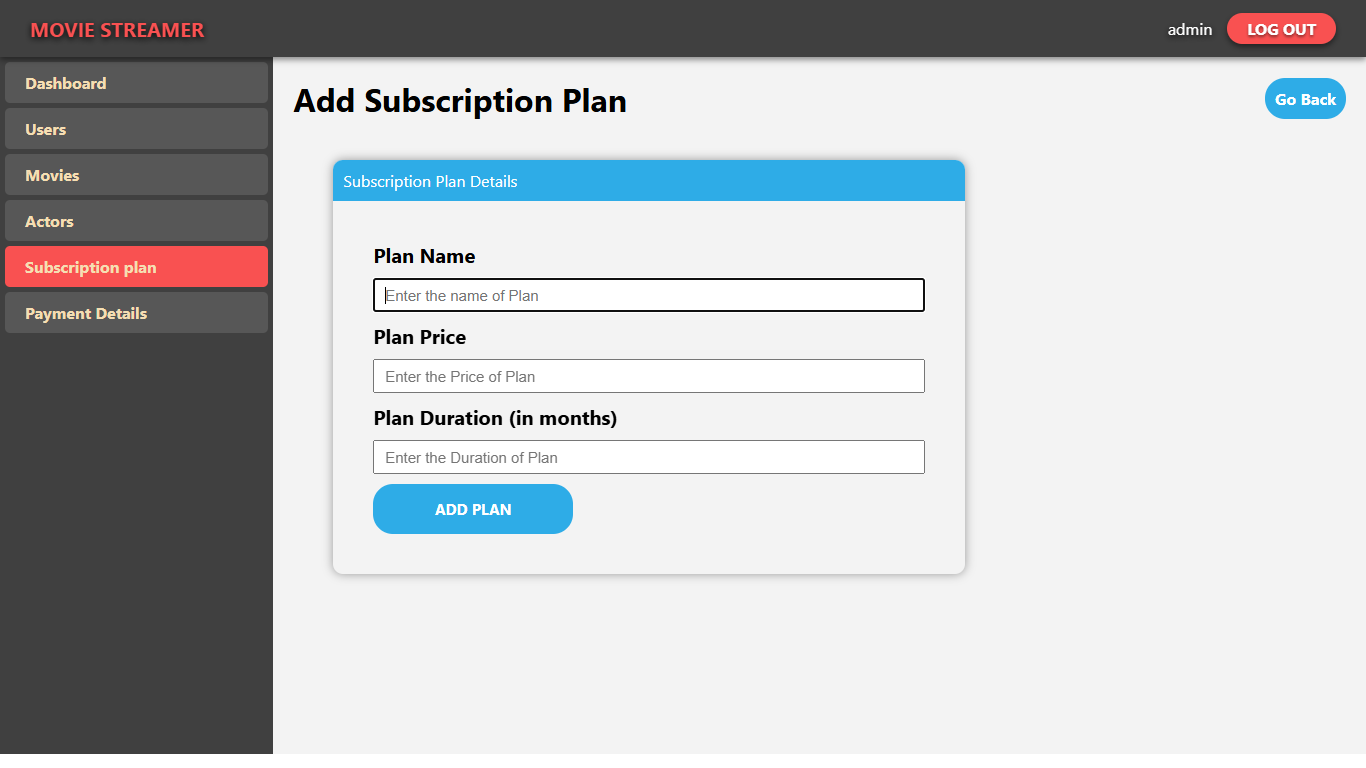 MOVIE STREAMER
admin
LOG OUT
Dashboard
Users
Movies
Actors
Subscription plan
Payment Details
Add Subscription Plan
Go Back
Subscription Plan Details
Plan Name
Enter the name of Plan
Plan Price
Enter the Price of Plan
Plan Duration (in months)
Enter the Duration of Plan
ADD PLAN